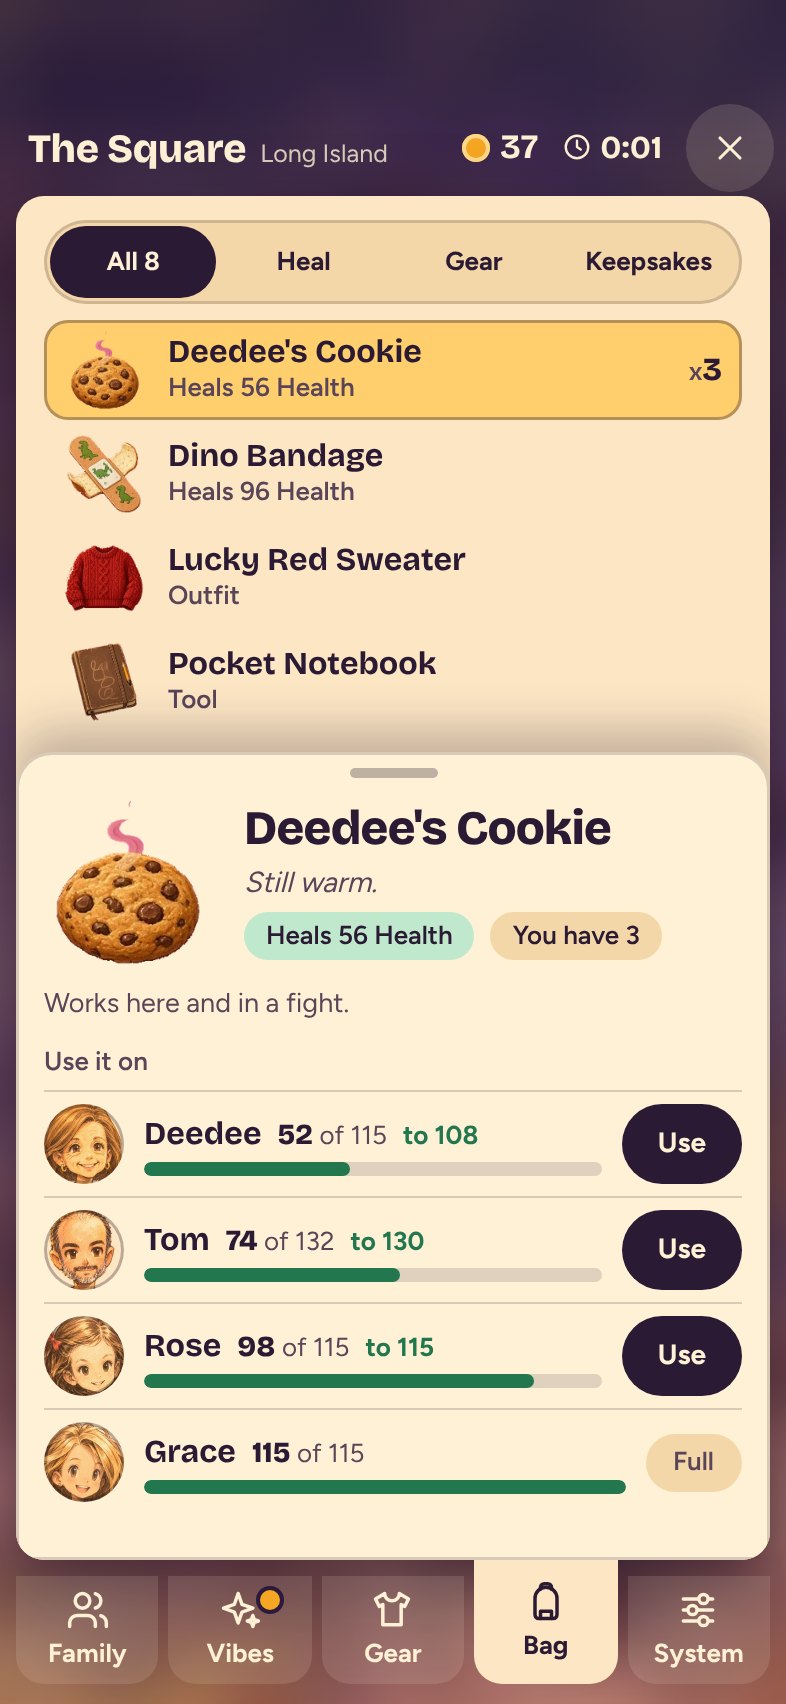 The Square Long Island 37 0:01
All 8 Heal Gear Keepsakes
Deedee's Cookie
Heals 56 Health
x3
Dino Bandage
Heals 96 Health
Lucky Red Sweater
Outfit
Pocket Notebook
Tool
Deedee's Cookie
Still warm.
Heals 56 Health You have 3
Works here and in a fight.
Use it on
Deedee 52 of 115 to 108 Use
Tom 74 of 132 to 130 Use
Rose 98 of 115 to 115 Use
Grace 115 of 115 Full
Family Vibes Gear Bag System